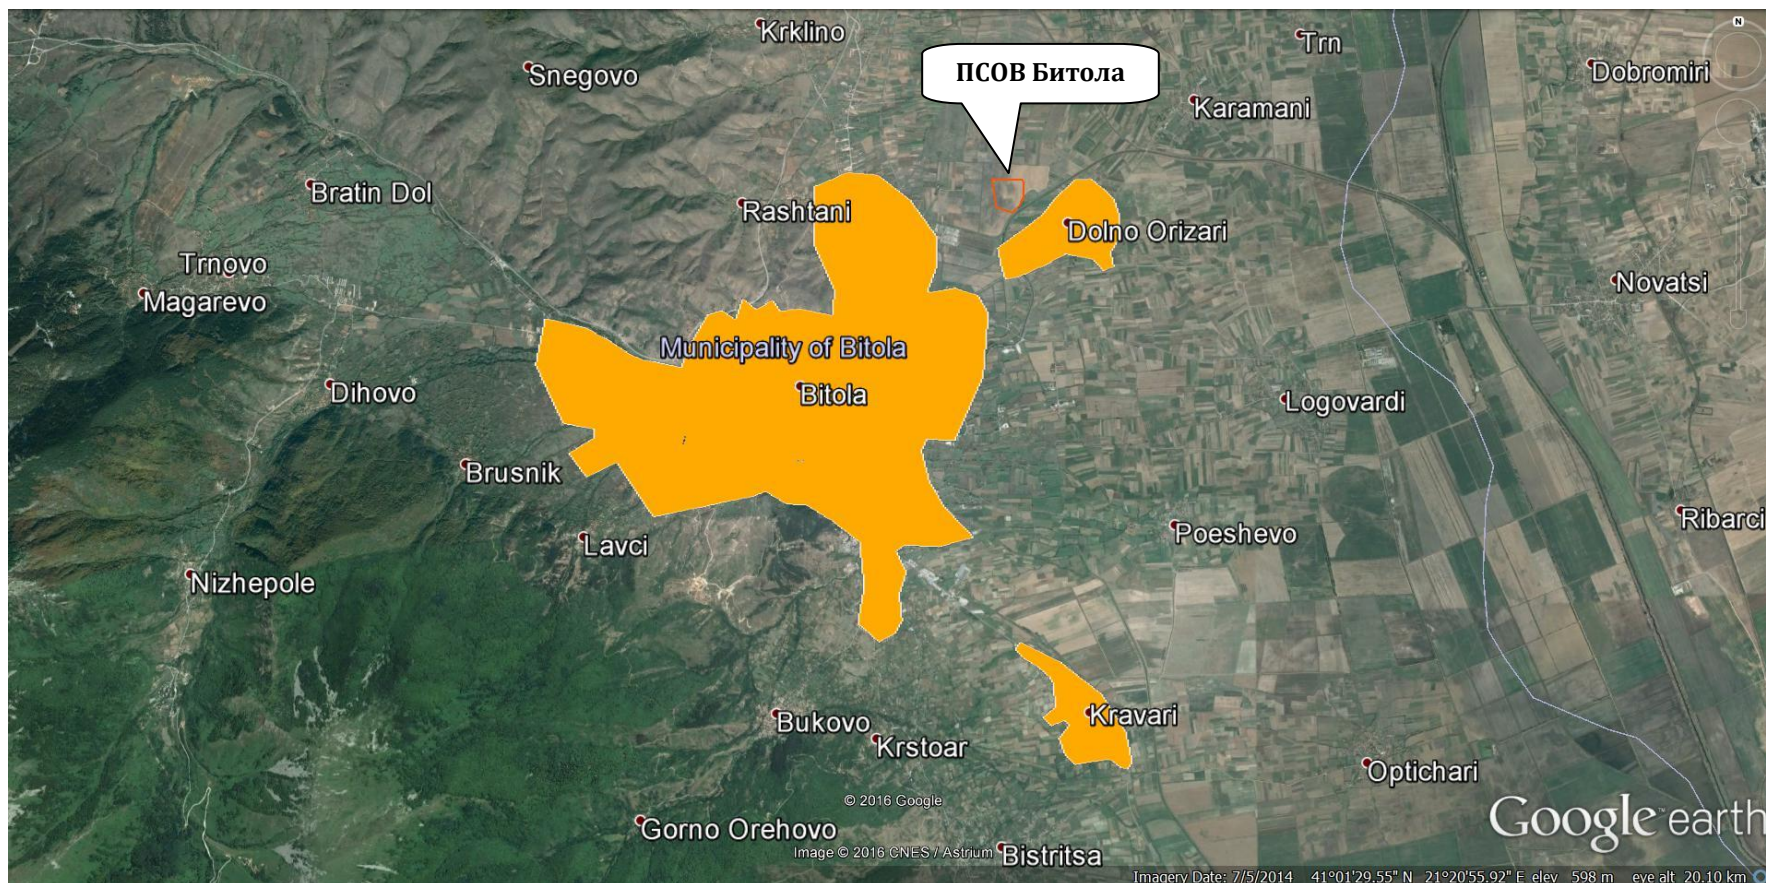 Krklino
Snegovo
ПСОВ Битола
Trn
Dobromiri
Karamani
Bratin Dol
Rashtani
Dolno Orizari
Trnovo
Magarevo
Novatsi
Municipality of Bitola
Bitola
Dihovo
Logovardi
Brusnik
Lavci
Poeshevo
Ribarci
Nizhepole
Bukovo
Krstoar
Kravari
Optichari
© 2016 Google
Gorno Orehovo
Image © 2016 CNES / Astrium
Bistritsa
Google earth
N
Imagery Date: 7/5/2014 41°01'29.55" N 21°20'55.92" E elev 598 m eye alt 20.10 km